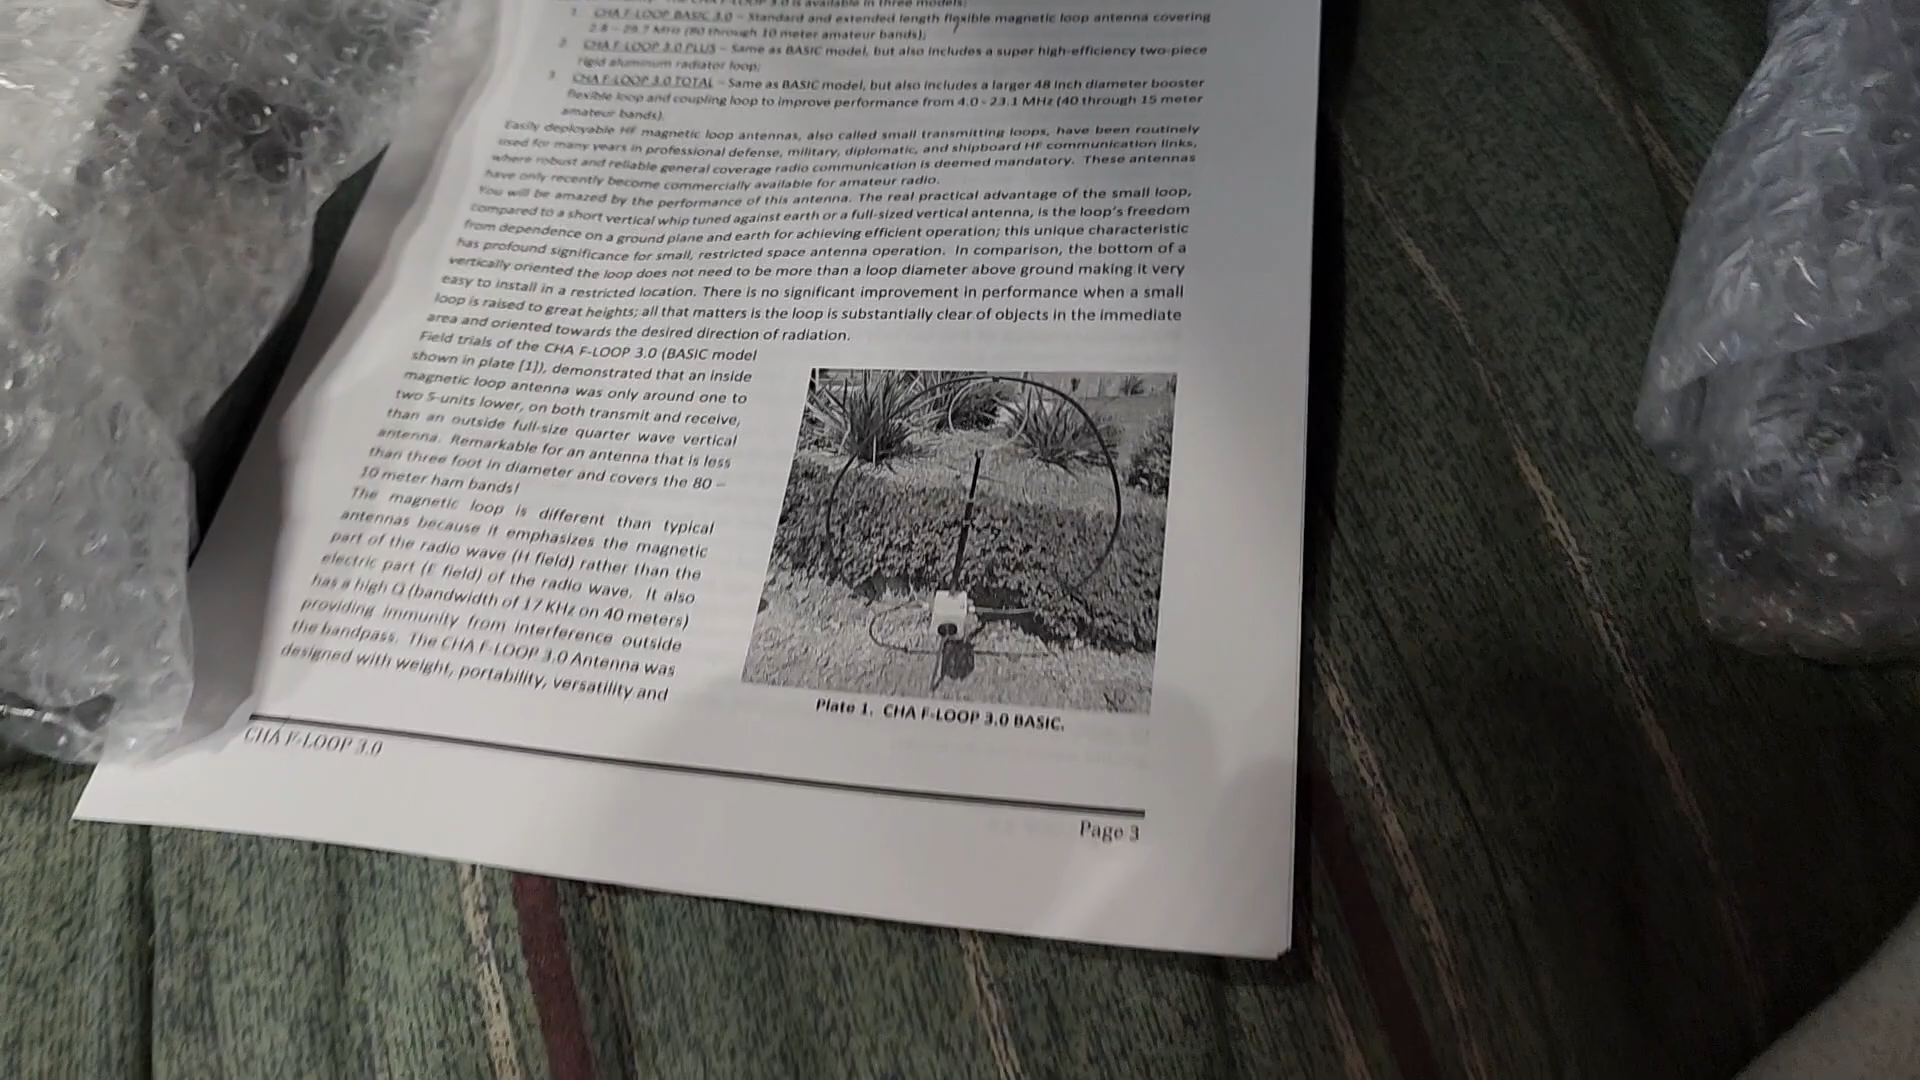 F-LOOP 3.0 is available in three models:
1. CHA F-LOOP BASIC 3.0 – Standard and extended length flexible magnetic loop antenna covering
2.8 – 29.7 MHz (80 through 10 meter amateur bands);
2. CHA F-LOOP 3.0 PLUS – Same as BASIC model, but also includes a super high-efficiency two-piece
rigid aluminum radiator loop;
3. CHA F-LOOP 3.0 TOTAL – Same as BASIC model, but also includes a larger 48 inch diameter booster
flexible loop and coupling loop to improve performance from 4.0 - 23.1 MHz (40 through 15 meter
amateur bands).
Easily deployable HF magnetic loop antennas, also called small transmitting loops, have been routinely
used for many years in professional defense, military, diplomatic, and shipboard HF communication links,
where robust and reliable general coverage radio communication is deemed mandatory. These antennas
have only recently become commercially available for amateur radio.
You will be amazed by the performance of this antenna. The real practical advantage of the small loop,
compared to a short vertical whip tuned against earth or a full-sized vertical antenna, is the loop's freedom
from dependence on a ground plane and earth for achieving efficient operation; this unique characteristic
has profound significance for small, restricted space antenna operation. In comparison, the bottom of a
vertically oriented the loop does not need to be more than a loop diameter above ground making it very
easy to install in a restricted location. There is no significant improvement in performance when a small
loop is raised to great heights; all that matters is the loop is substantially clear of objects in the immediate
area and oriented towards the desired direction of radiation.
Field trials of the CHA F-LOOP 3.0 (BASIC model
shown in plate [1]), demonstrated that an inside
magnetic loop antenna was only around one to
two S-units lower, on both transmit and receive,
than an outside full-size quarter wave vertical
antenna. Remarkable for an antenna that is less
than three foot in diameter and covers the 80 –
10 meter ham bands!
The magnetic loop is different than typical
antennas because it emphasizes the magnetic
part of the radio wave (H field) rather than the
electric part (E field) of the radio wave. It also
has a high Q (bandwidth of 17 KHz on 40 meters)
providing immunity from interference outside
the bandpass. The CHA F-LOOP 3.0 Antenna was
designed with weight, portability, versatility and
Plate 1. CHA F-LOOP 3.0 BASIC.
CHA F-LOOP 3.0
Page 3